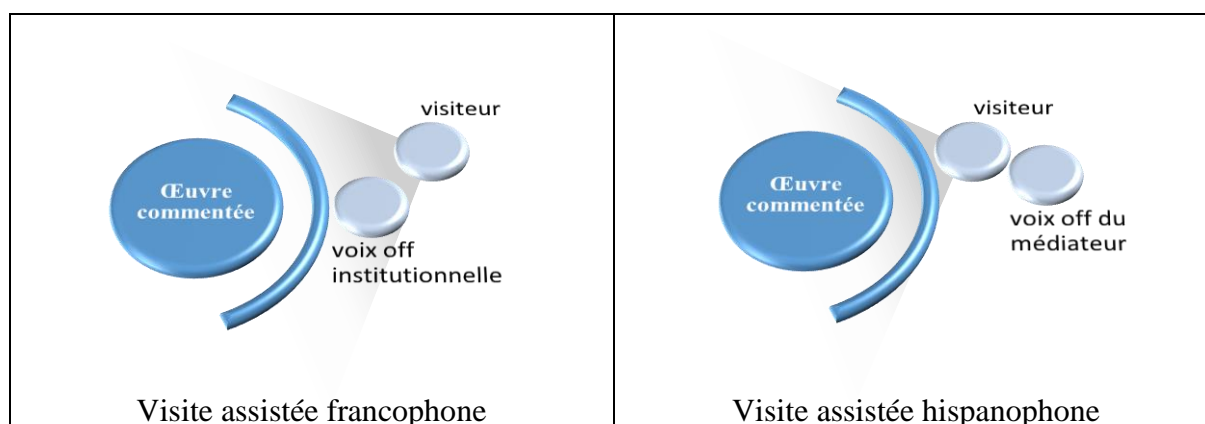 visiteur
Œuvre
commentée
voix off
institutionnelle
Visite assistée francophone
visiteur
Œuvre
commentée
voix off du
médiateur
Visite assistée hispanophone